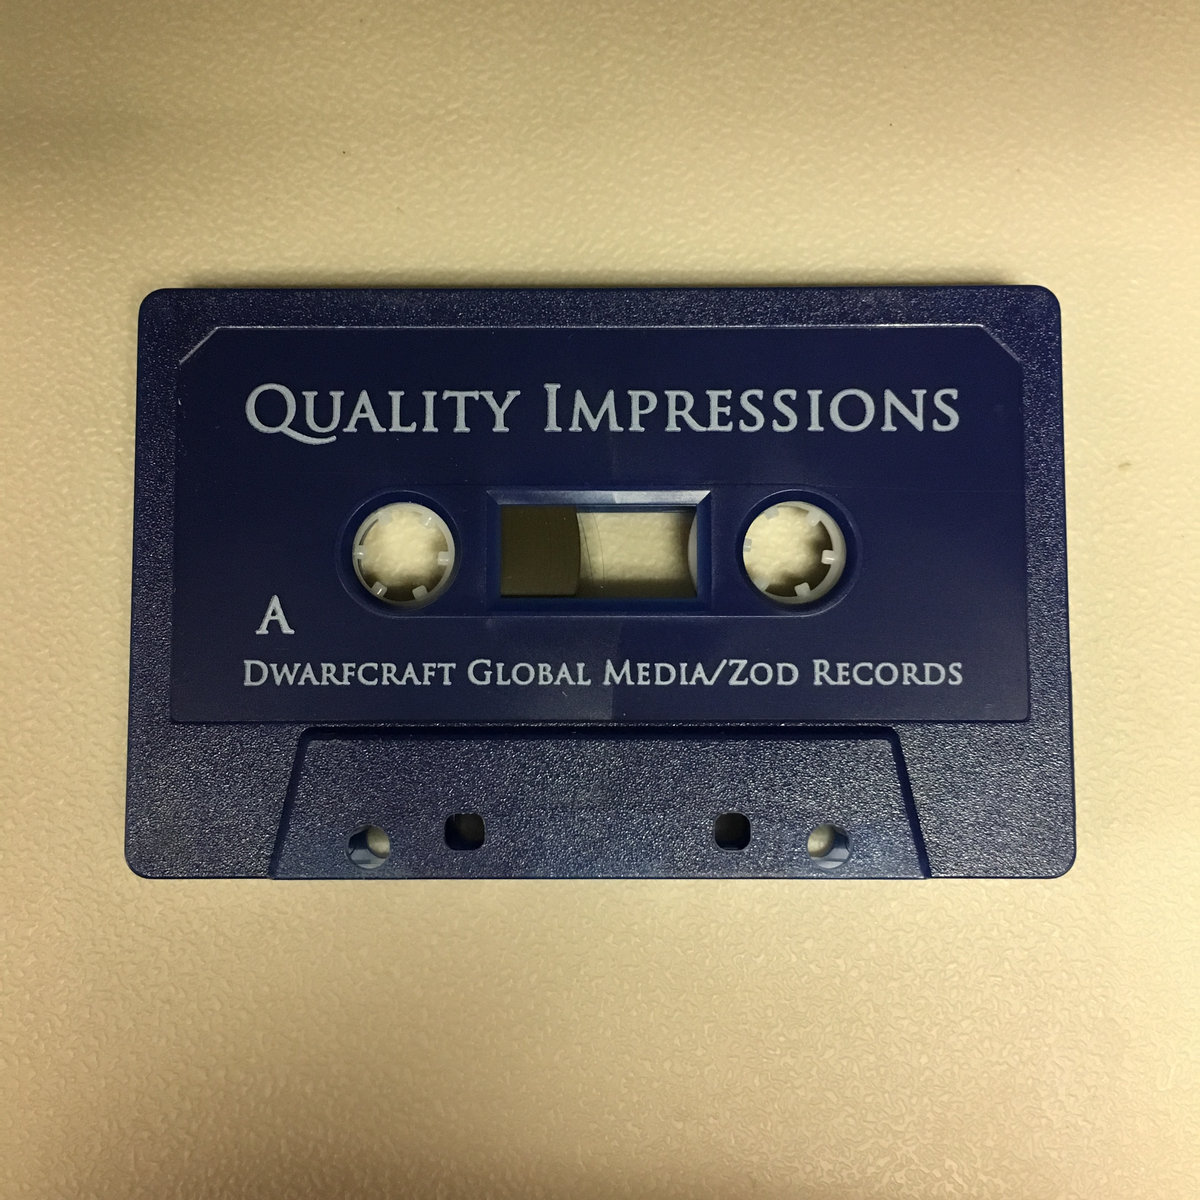 Quality Impressions
A
Dwarfcraft Global Media/Zod Records